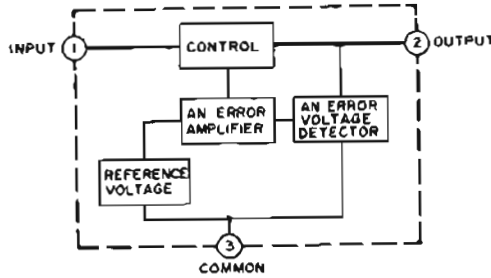 INPUT 1
CONTROL
2 OUTPUT
AN ERROR
AMPLIFIER
AN ERROR
VOLTAGE
DETECTOR
REFERENCE
VOLTAGE
3
COMMON